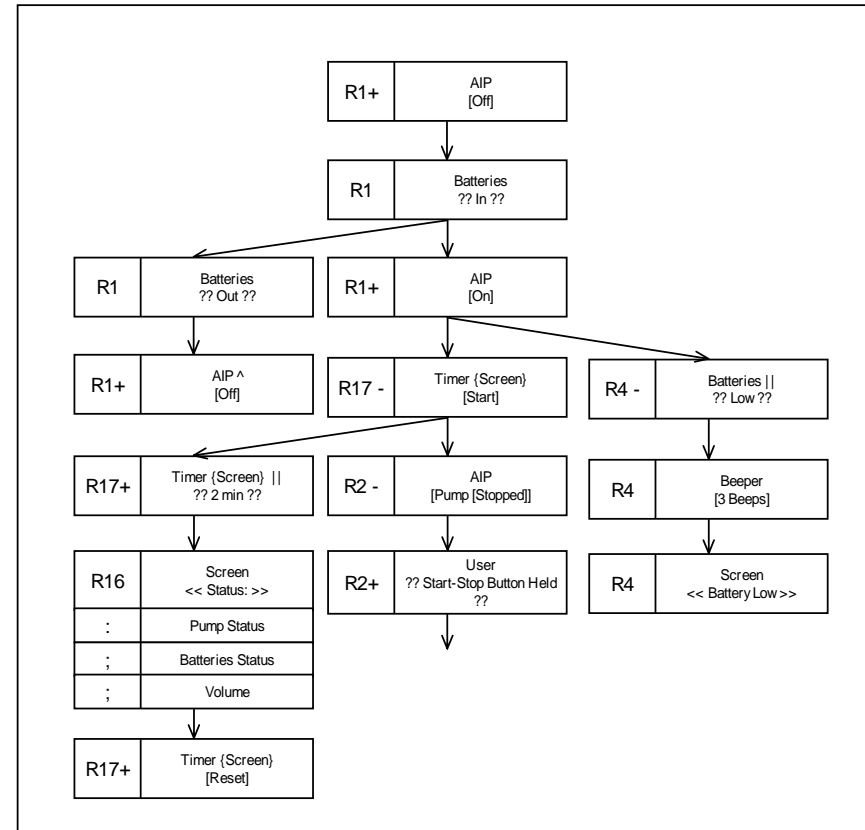 R1+
AIP
[Off]
R1
Batteries
?? In ??
R1
Batteries
?? Out ??
R1+
AIP
[On]
R1+
AIP ^
[Off]
R17 -
Timer {Screen}
[Start]
R4 -
Batteries ||
?? Low ??
R17+
Timer {Screen} ||
?? 2 min ??
R2 -
AIP
[Pump [Stopped]]
R4
Beeper
[3 Beeps]
R16
Screen
<< Status: >>
:
Pump Status
;
Batteries Status
;
Volume
R2+
User
?? Start-Stop Button Held
??
R4
Screen
<< Battery Low >>
R17+
Timer {Screen}
[Reset]